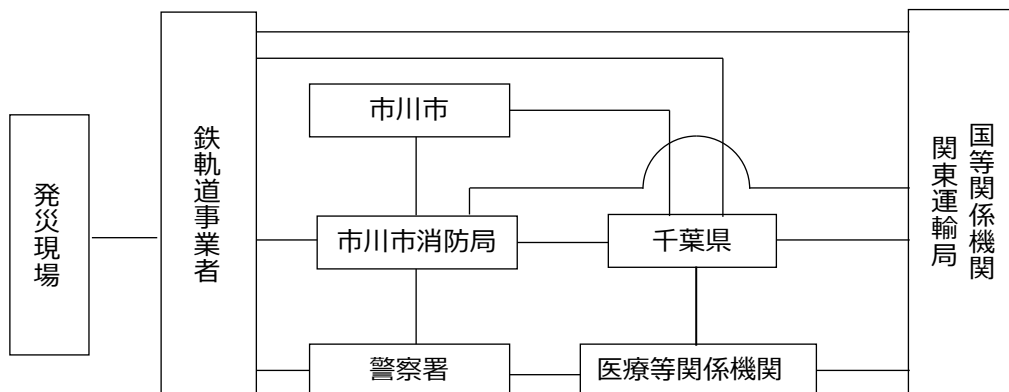 発災現場
鉄軌道事業者
市川市
市川市消防局
千葉県
警察署
医療等関係機関
国等関係機関
関東運輸局